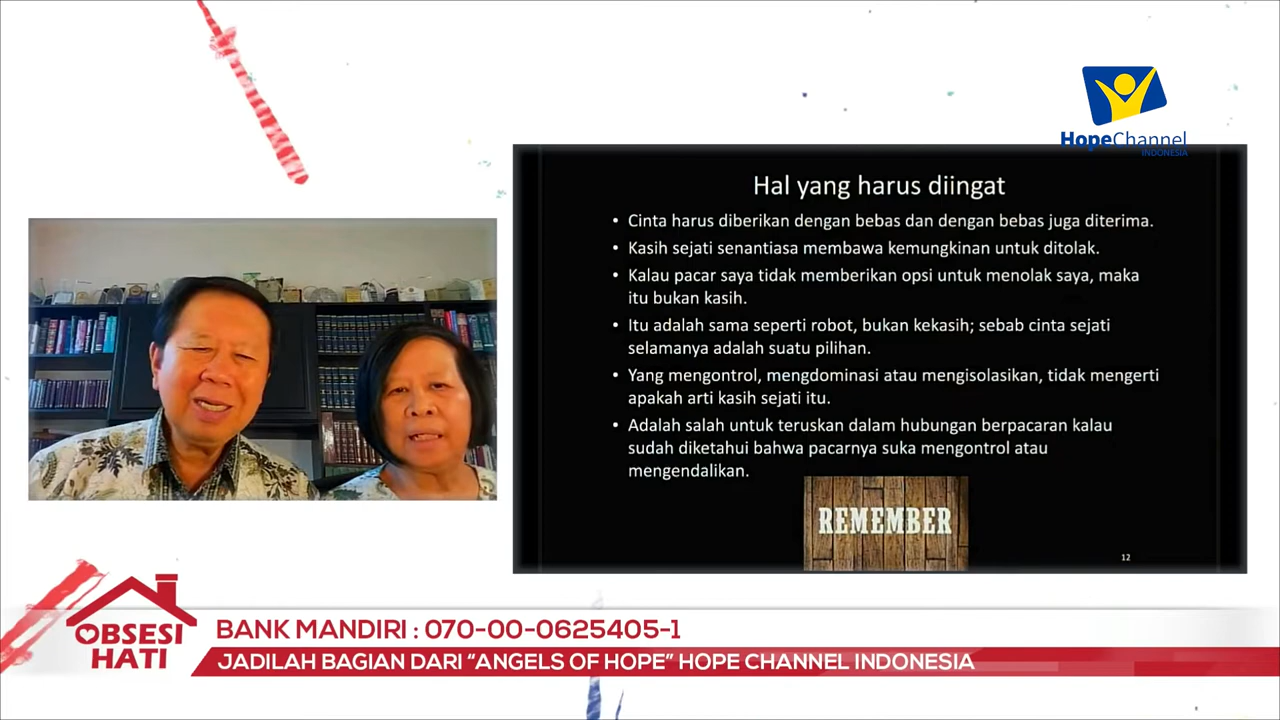 HopeChannel
INDONESIA
Hal yang harus diingat
• Cinta harus diberikan dengan bebas dan dengan bebas juga diterima.
• Kasih sejati senantiasa membawa kemungkinan untuk ditolak.
• Kalau pacar saya tidak memberikan opsi untuk menolak saya, maka
itu bukan kasih.
• Itu adalah sama seperti robot, bukan kekasih; sebab cinta sejati
selamanya adalah suatu pilihan.
• Yang mengontrol, mengdominasi atau mengisolasikan, tidak mengerti
apakah arti kasih sejati itu.
• Adalah salah untuk teruskan dalam hubungan berpacaran kalau
sudah diketahui bahwa pacarnya suka mengontrol atau
mengendalikan.
REMEMBER
12
OBSESI
HATI
BANK MANDIRI : 070-00-0625405-1
JADILAH BAGIAN DARI “ANGELS OF HOPE” HOPE CHANNEL INDONESIA